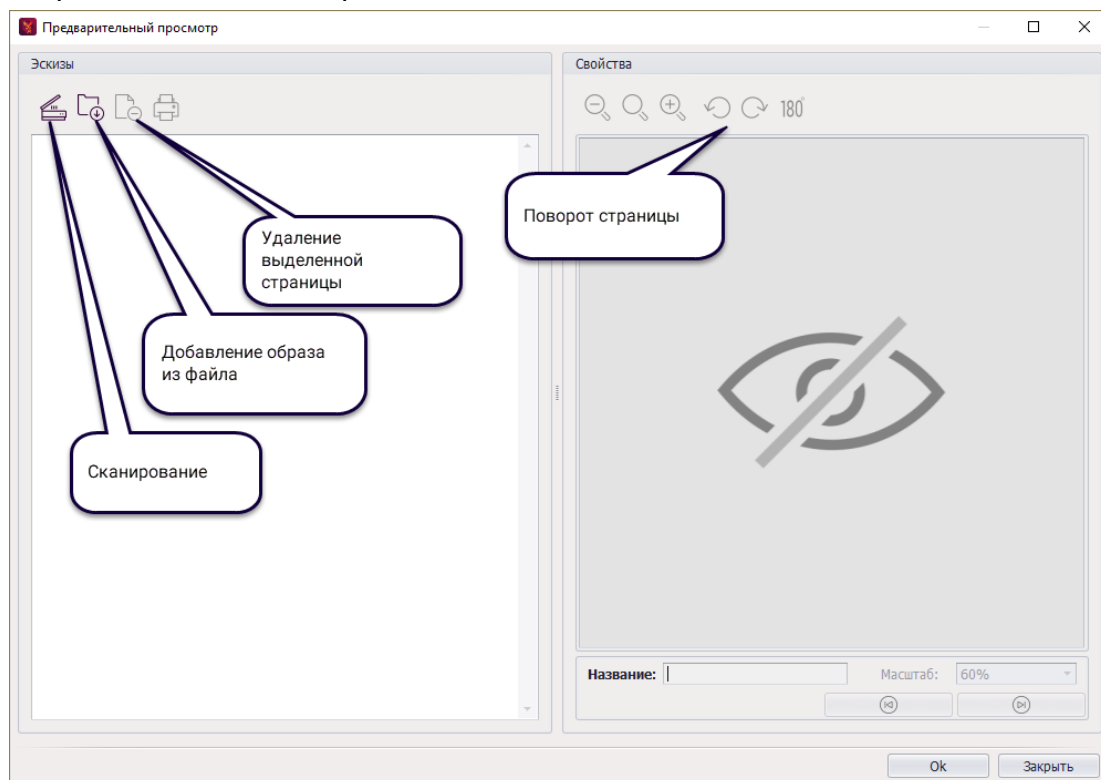 Предварительный просмотр
Эскизы
Свойства
180°
Поворот страницы
Удаление
выделенной
страницы
Добавление образа
из файла
Сканирование
Название:
Масштаб:
60%
Ok
Закрыть